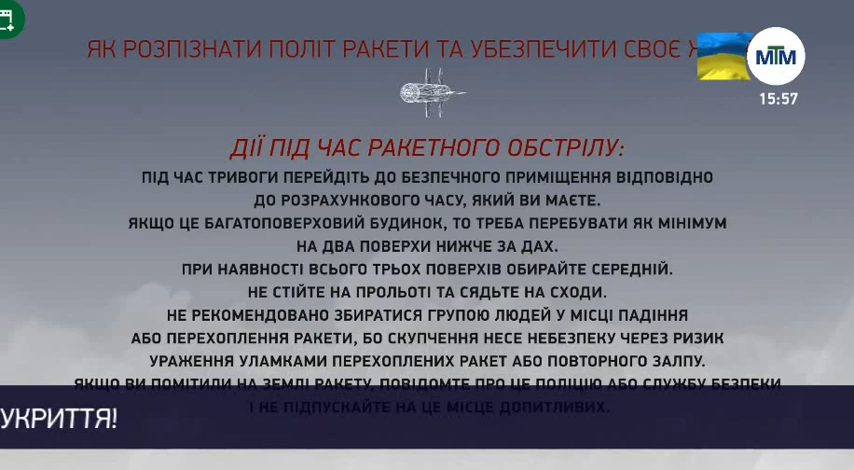 ЯК РОЗПІЗНАТИ ПОЛІТ РАКЕТИ ТА УБЕЗПЕЧИТИ СВОЄ
МТМ
15:57
ДІЇ ПІД ЧАС РАКЕТНОГО ОБСТРІЛУ:
ПІД ЧАС ТРИВОГИ ПЕРЕЙДІТЬ ДО БЕЗПЕЧНОГО ПРИМІЩЕННЯ ВІДПОВІДНО
ДО РОЗРАХУНКОВОГО ЧАСУ, ЯКИЙ ВИ МАЄТЕ.
ЯКЩО ЦЕ БАГАТОПОВЕРХОВИЙ БУДИНОК, ТО ТРЕБА ПЕРЕБУВАТИ ЯК МІНІМУМ
НА ДВА ПОВЕРХИ НИЖЧЕ ЗА ДАХ.
ПРИ НАЯВНОСТІ ВСЬОГО ТРЬОХ ПОВЕРХІВ ОБИРАЙТЕ СЕРЕДНІЙ.
НЕ СТІЙТЕ НА ПРОЛЬОТІ ТА СЯДЬТЕ НА СХОДИ.
НЕ РЕКОМЕНДОВАНО ЗБИРАТИСЯ ГРУПОЮ ЛЮДЕЙ У МІСЦІ ПАДІННЯ
АБО ПЕРЕХОПЛЕННЯ РАКЕТИ, БО СКУПЧЕННЯ НЕСЕ НЕБЕЗПЕКУ ЧЕРЕЗ РИЗИК
УРАЖЕННЯ УЛАМКАМИ ПЕРЕХОПЛЕНИХ РАКЕТ АБО ПОВТОРНОГО ЗАЛПУ.
ЯКЩО ВИ ПОМІТИЛИ НА ЗЕМЛІ РАКЕТУ, ПОВІДОМТЕ ПРО ЦЕ ПОЛІЦІЮ АБО СЛУЖБУ БЕЗПЕКИ
І НЕ ПІДПУСКАЙТЕ НА ЦЕ МІСЦЕ ДОПИТЛИВИХ.
УКРИТТЯ!